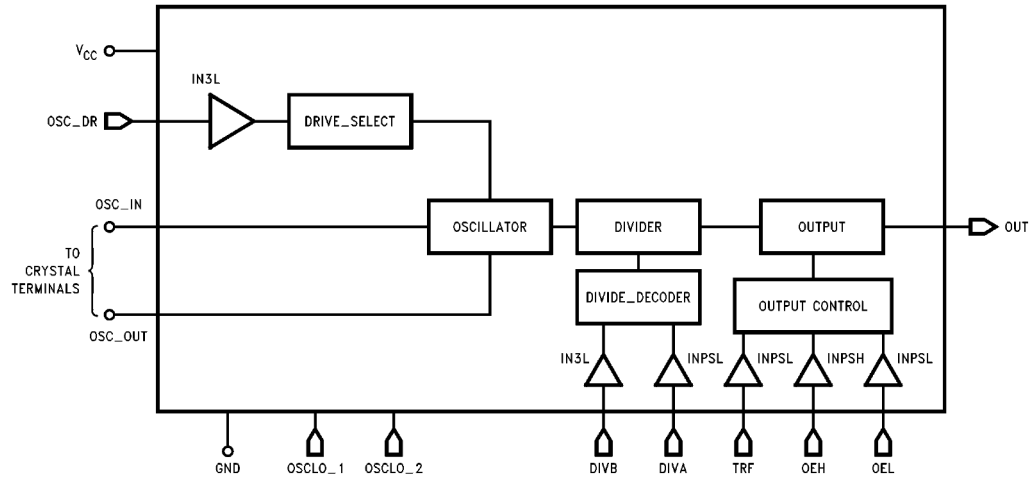 VCC
IN3L
OSC_DR
DRIVE_SELECT
OSC_IN
OSCILLATOR
DIVIDER
OUTPUT
OUT
TO
CRYSTAL
TERMINALS
DIVIDE_DECODER
OUTPUT CONTROL
OSC_OUT
IN3L
INPSL
INPSL
INPSH
INPSL
GND
OSCLO_1
OSCLO_2
DIVB
DIVA
TRF
OEH
OEL